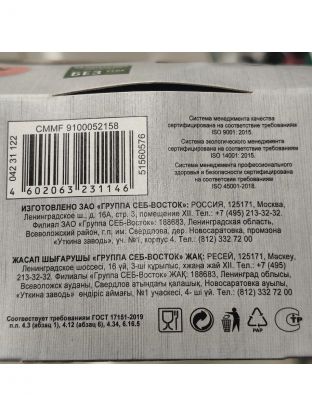 БЕЗ
CMMF 9100052158
04 42 31 122
4 602063 231146
51560576
Система менеджмента качества
сертифицирована на соответствие требованиям
ISO 9001: 2015.
Система экологического менеджмента
сертифицирована на соответствие требованиям
ISO 14001: 2015.
Система менеджмента профессионального
здоровья и безопасности сертифицирована
на соответствие требованиям
ISO 45001-2018.
ИЗГОТОВЛЕНО ЗАО «ГРУППА СЕБ-ВОСТОК»: РОССИЯ, 125171, Москва,
Ленинградское ш., д. 16А, стр. 3, помещение XII. Тел.: +7 (495) 213-32-32.
Филиал ЗАО «Группа СЕБ-Восток»: 188683, Ленинградская область,
Всеволожский район, г.п. им. Свердлова, дер. Новосаратовка, промзона
«Уткина заводь», уч. №1, корпус 4. Тел.: (812) 332 72 00
ЖАСАП ШЫҒАРУШЫ «ГРУППА СЕБ-ВОСТОК» ЖАҚ: РЕСЕЙ, 125171, Мәскеу,
Ленинградское шоссесі, 16 үй, 3-ші құрылыс, хжана жай XII. Тел.: +7 (495)
213-32-32. Филиалы «Группа СЕБ-Восток» ЖАҚ: 188683, Ленинград облысы,
Всеволожск ауданы, Свердлов атындағы қалашық, Новосаратовка ауылы,
«Уткина заводь» өндіріс аймағы, №1 учаскесі, 4- ші үй. Тел.: (812) 332 72 00
Соответствует требованиям ГОСТ 17151-2019
п.п. 4.3 (абзац 1), 4.12 (абзац 6), 4.34, 6.16.5
PAP